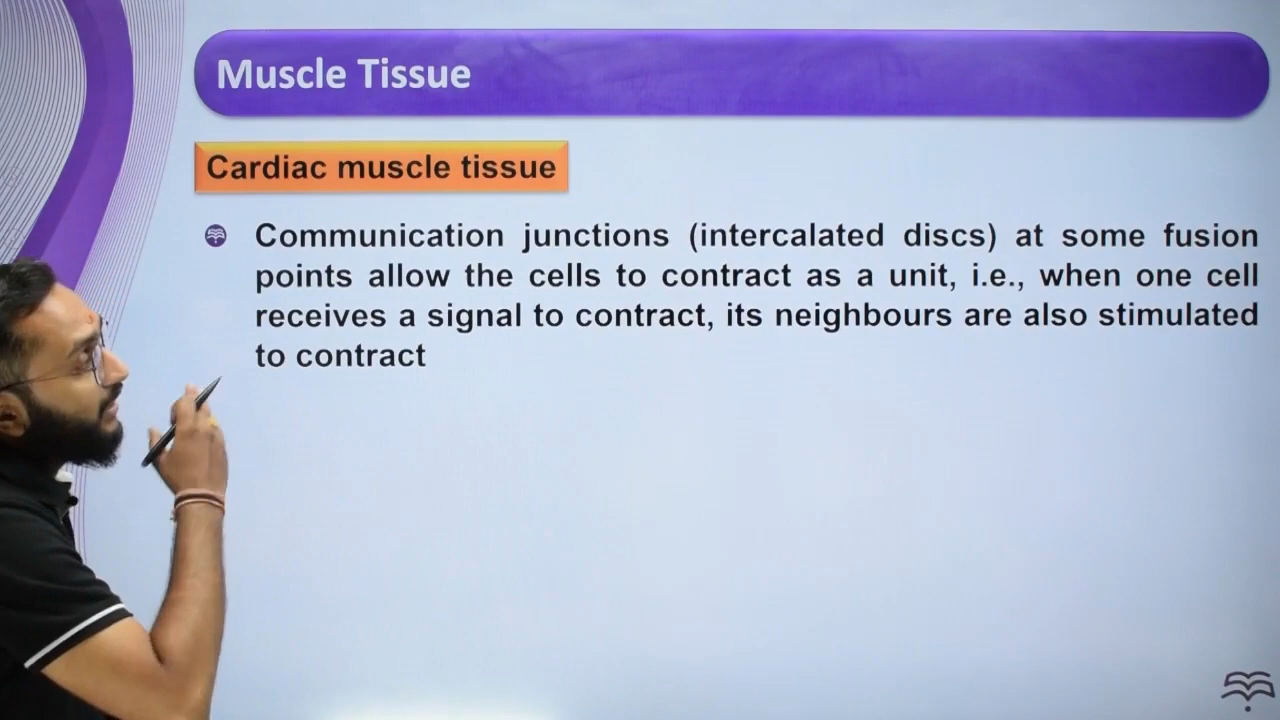 Muscle Tissue
Cardiac muscle tissue
Communication junctions (intercalated discs) at some fusion
points allow the cells to contract as a unit, i.e., when one cell
receives a signal to contract, its neighbours are also stimulated
to contract